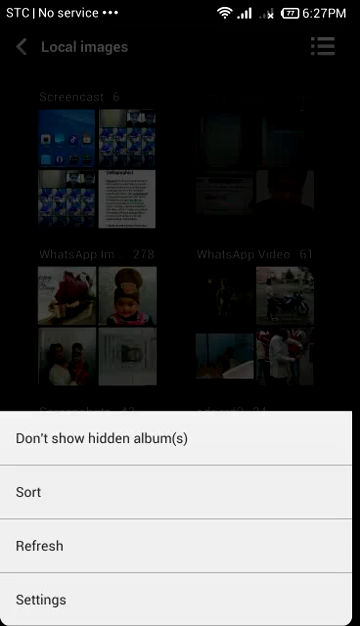 STC | No service ••• 77 6:27PM
Local images
Screencast 6
WhatsApp Im... 278 WhatsApp Video 61
Screenshots
Don't show hidden album(s)
Sort
Refresh
Settings